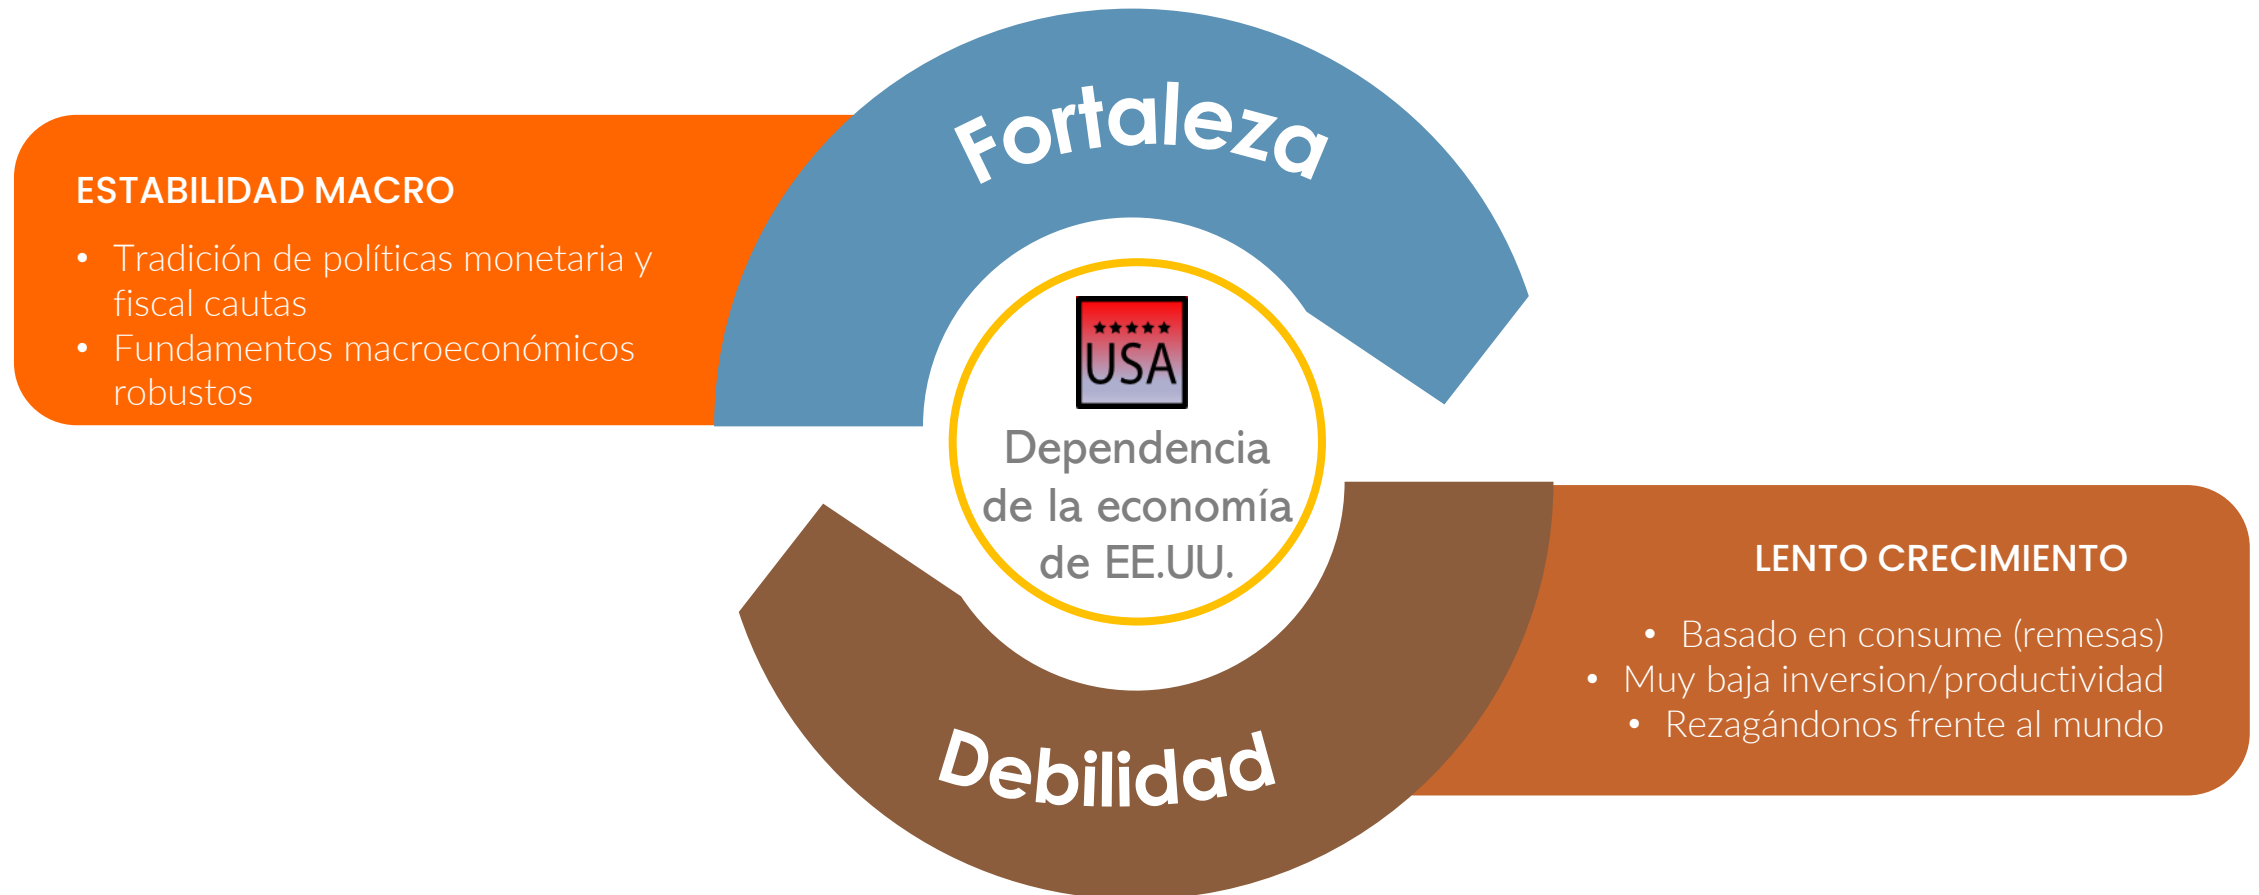 Fortaleza
ESTABILIDAD MACRO
• Tradición de políticas monetaria y
fiscal cautas
• Fundamentos macroeconómicos
robustos
★★★★★
USA
Dependencia
de la economía
de EE.UU.
LENTO CRECIMIENTO
• Basado en consume (remesas)
• Muy baja inversion/productividad
• Rezagándonos frente al mundo
Debilidad